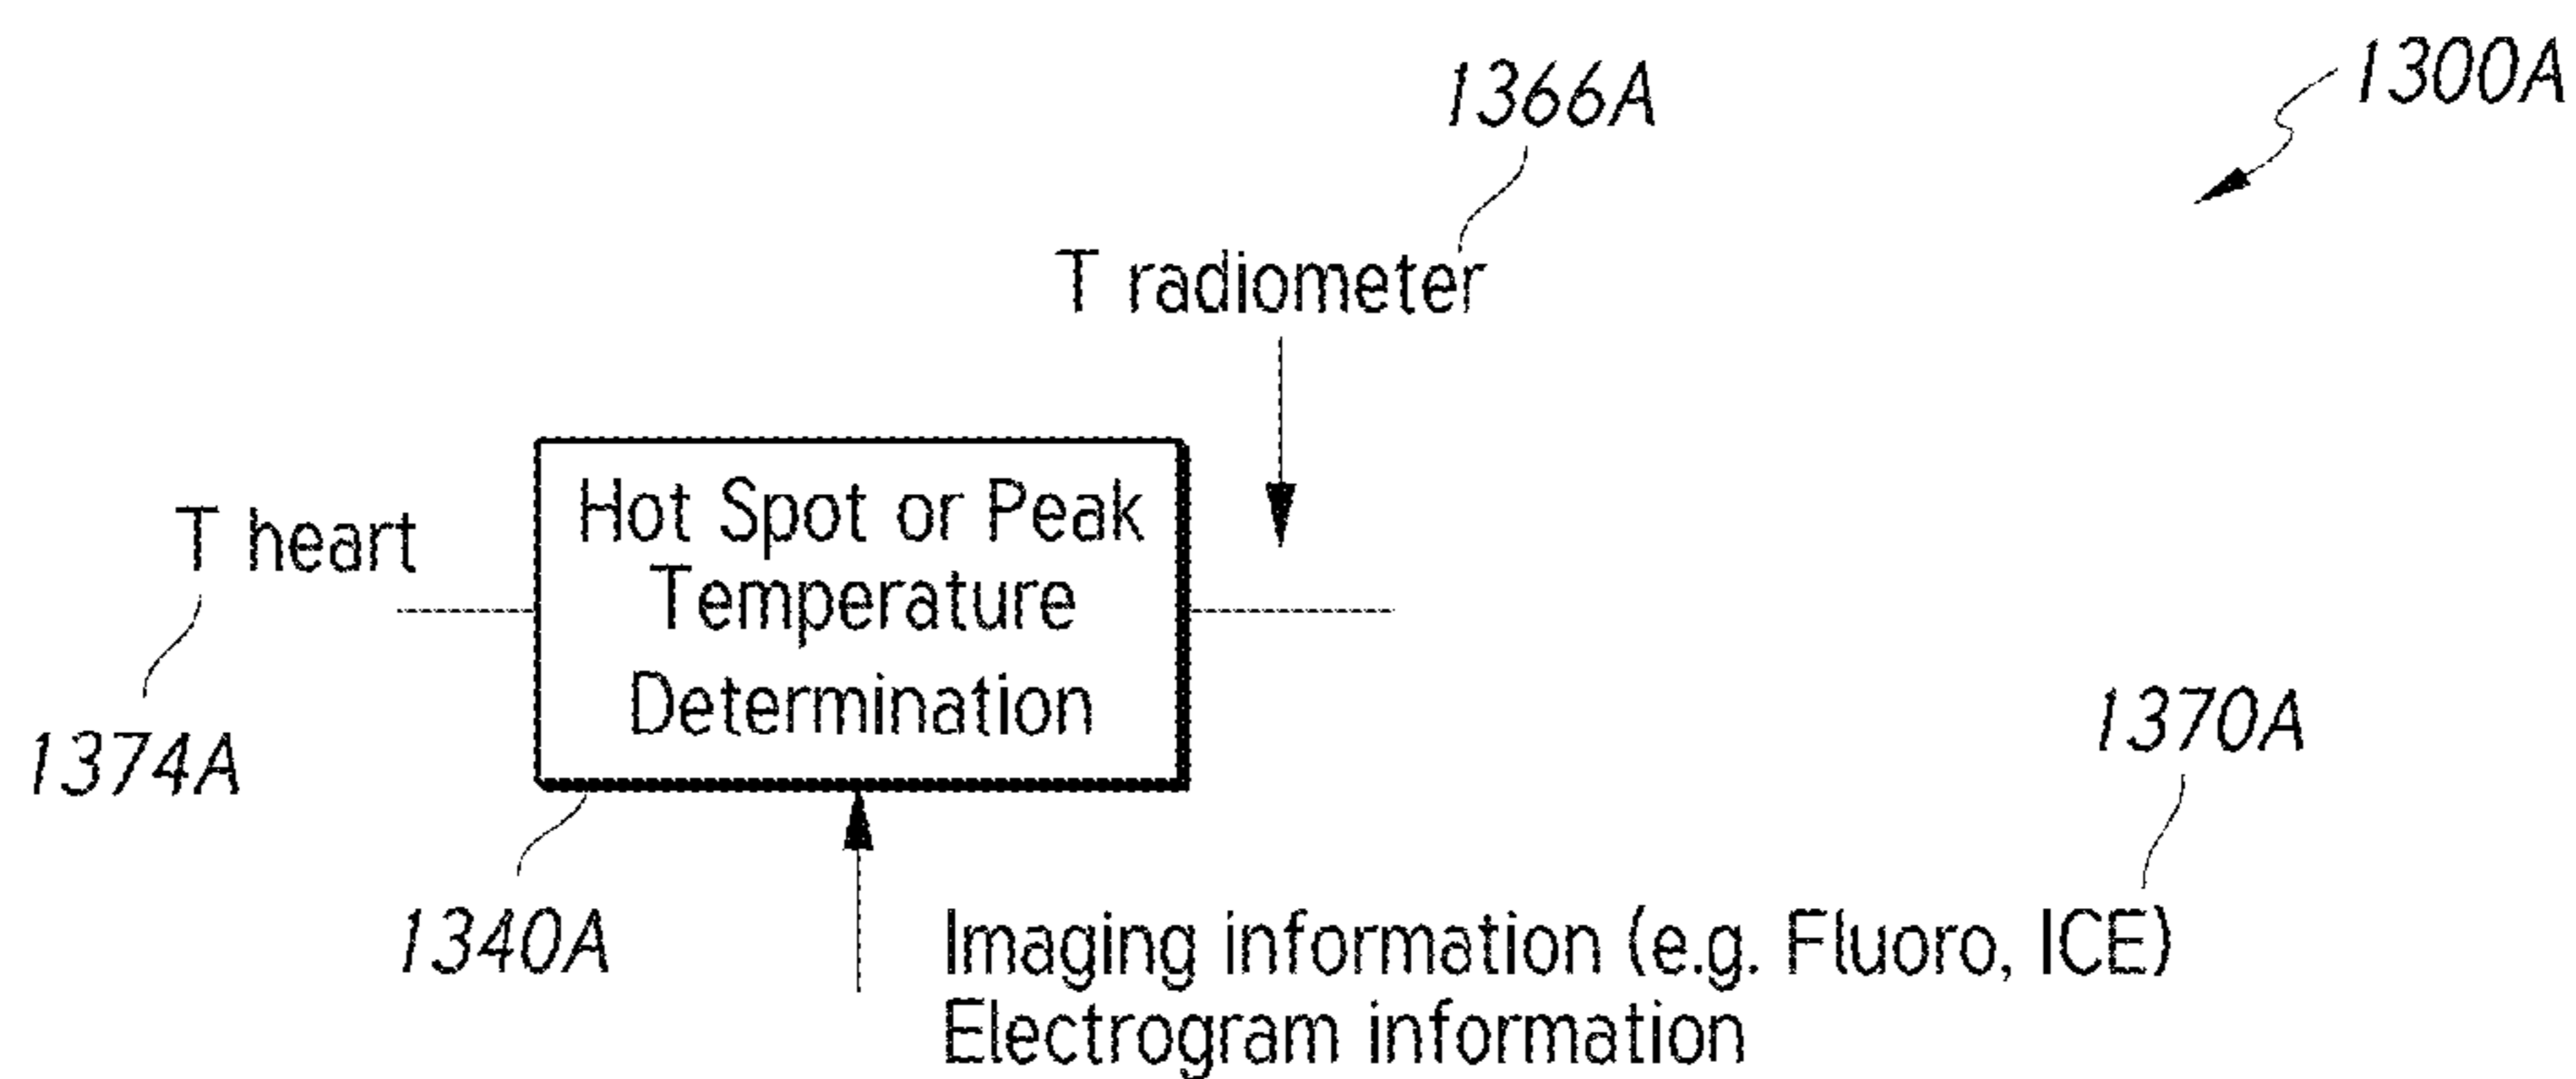 1300A
1366A
T radiometer
T heart
Hot Spot or Peak
Temperature
Determination
1374A
1370A
1340A
Imaging information (e.g. Fluoro, ICE)
Electrogram information